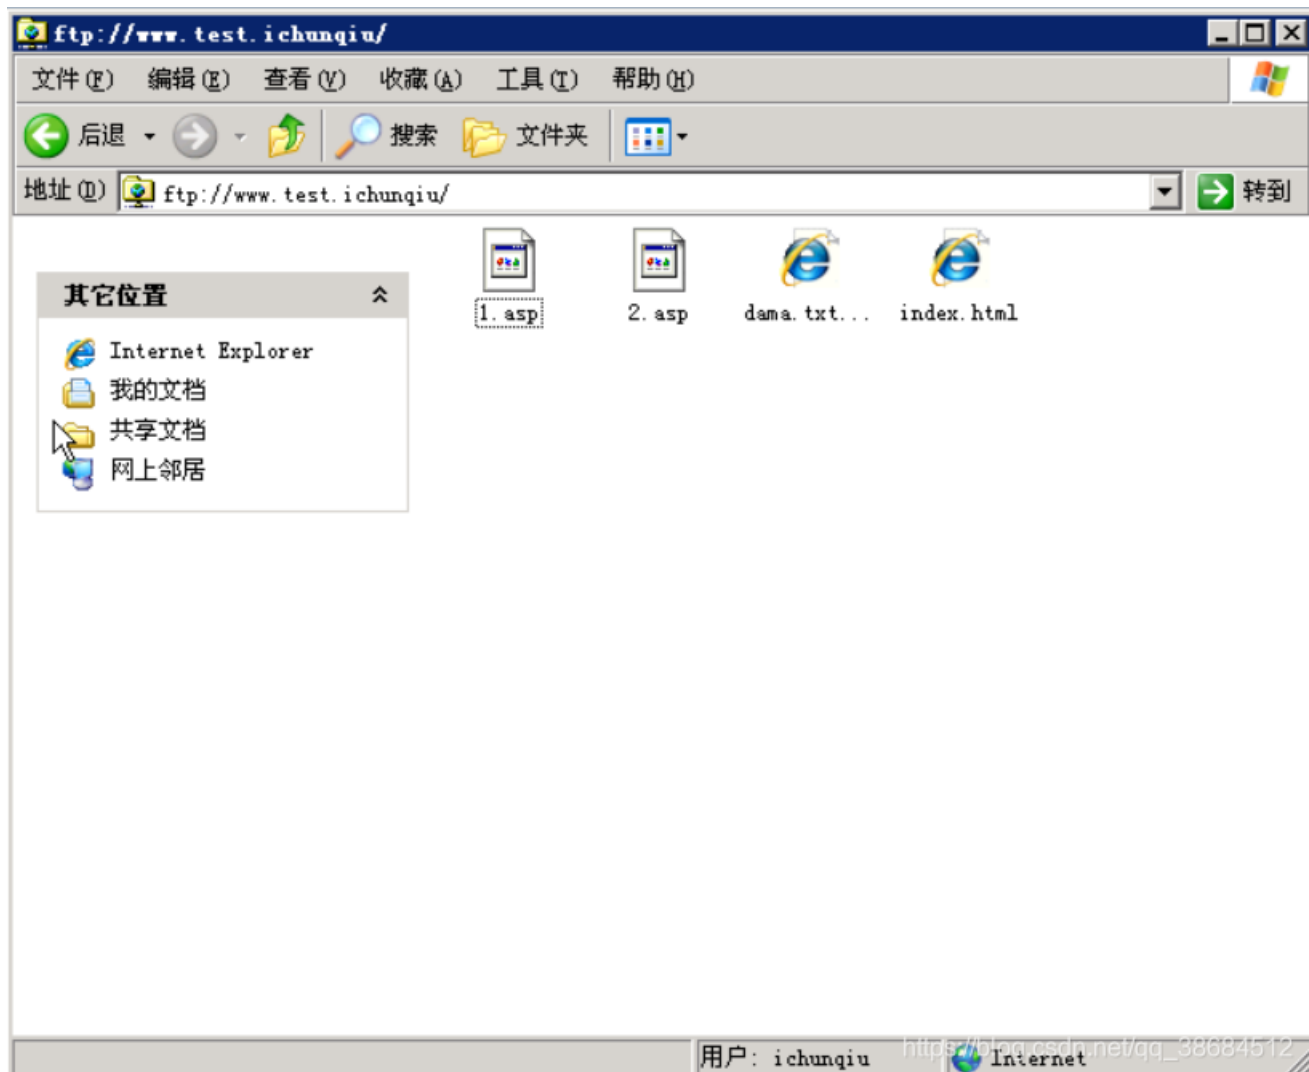 ftp://www.test.ichunqiu/
文件(F) 编辑(E) 查看(V) 收藏(A) 工具(T) 帮助(H)
后退 搜索 文件夹
地址(D) ftp://www.test.ichunqiu/ 转到
1.asp 2.asp dama.txt... index.html
其它位置
Internet Explorer
我的文档
共享文档
网上邻居
用户: ichunqiu Internet
https://blog.csdn.net/qq_38684512